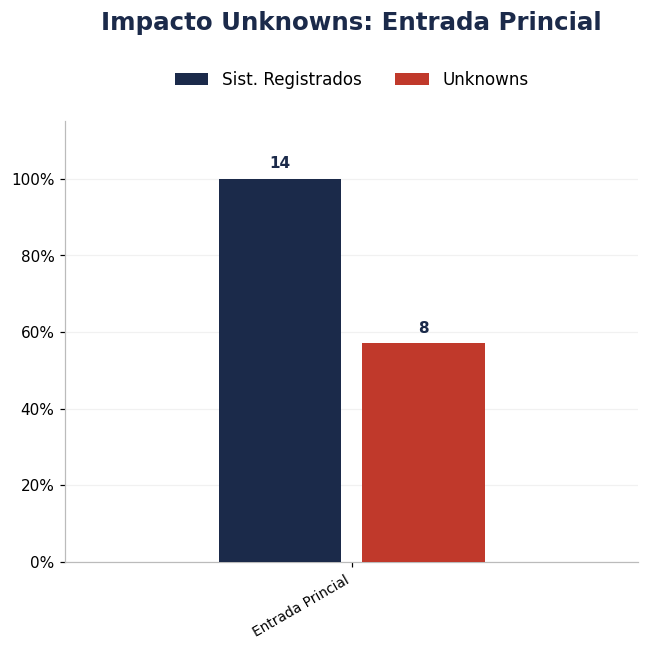 Impacto Unknowns: Entrada Princial
Sist. Registrados Unknowns
14
100%
80%
8
60%
40%
20%
0%
Entrada Princial